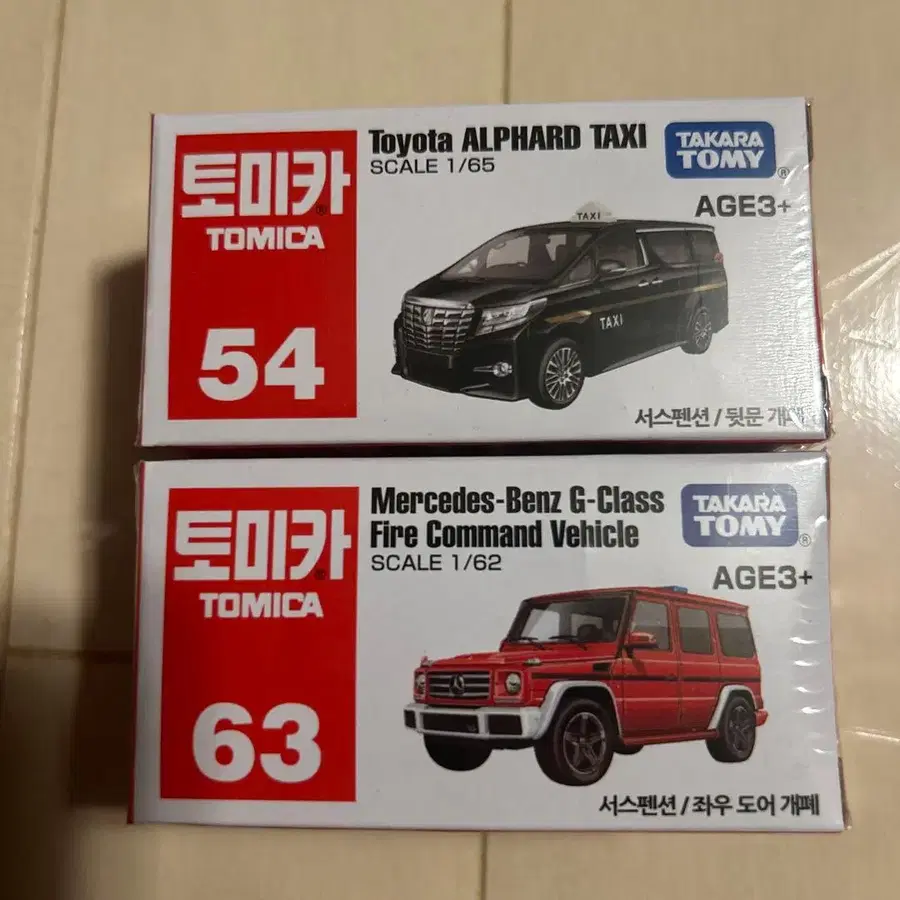 토미카®
TOMICA
54
Toyota ALPHARD TAXI
SCALE 1/65
TAKARA
TOMY®
AGE3+
TAXI
TAXI
서스펜션 / 뒷문 개폐
토미카®
TOMICA
63
Mercedes-Benz G-Class
Fire Command Vehicle
SCALE 1/62
TAKARA
TOMY®
AGE3+
서스펜션 / 좌우 도어 개폐